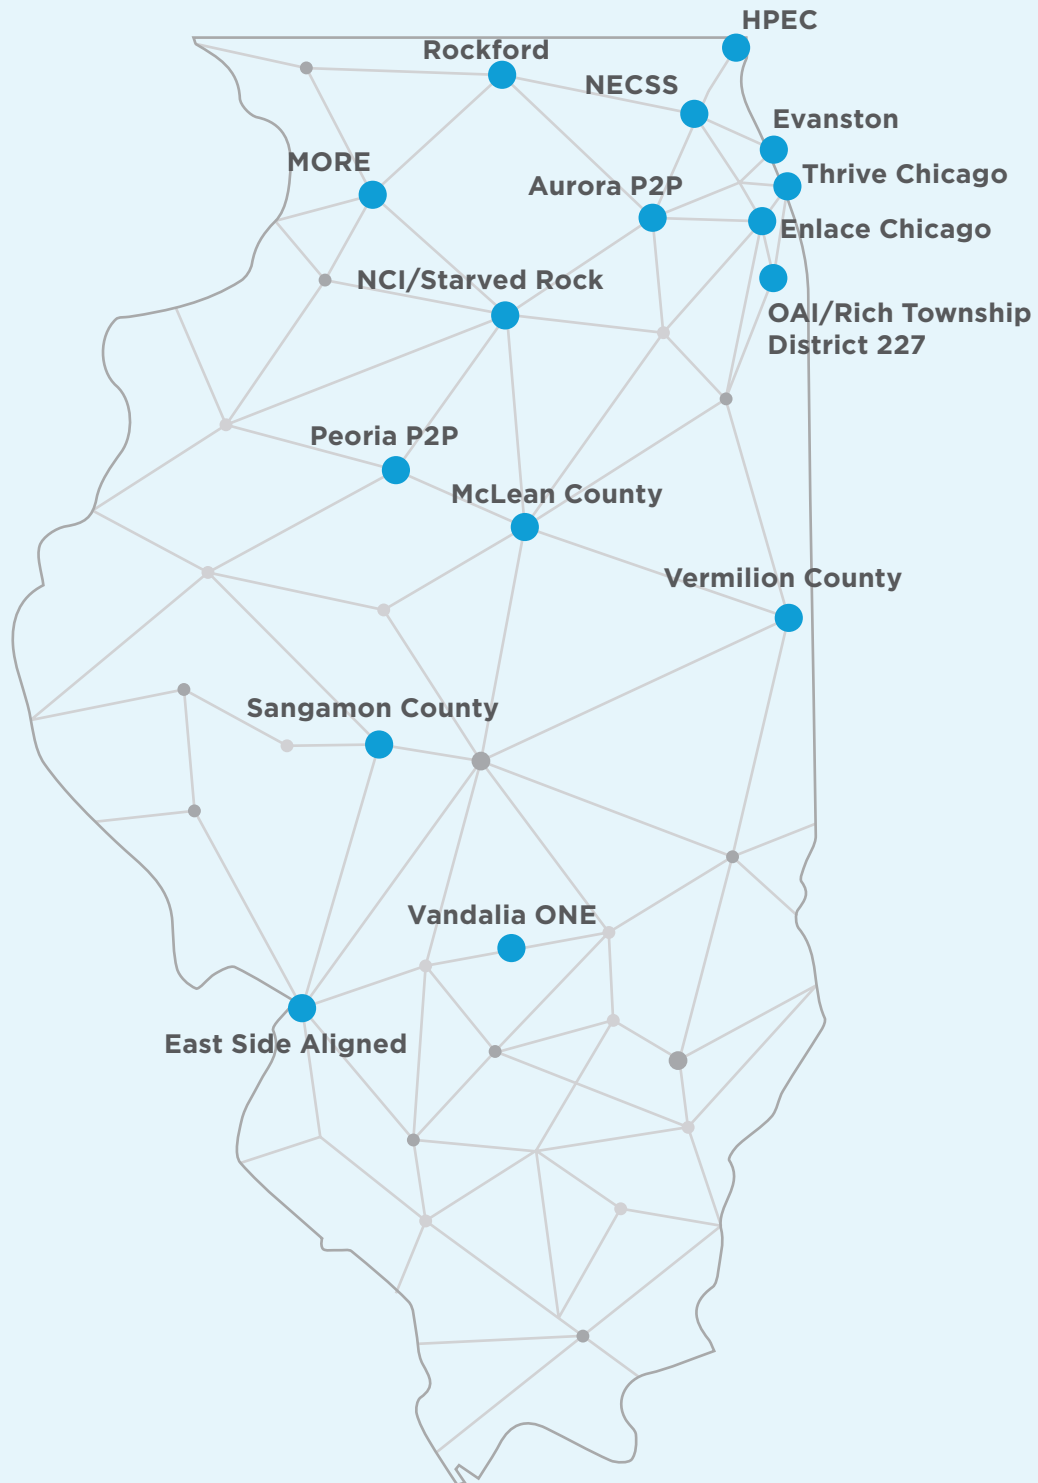 HPEC
Rockford
NECSS
Evanston
MORE
Aurora P2P
Thrive Chicago
Enlace Chicago
NCI/Starved Rock
OAI/Rich Township
District 227
Peoria P2P
McLean County
Vermilion County
Sangamon County
Vandalia ONE
East Side Aligned